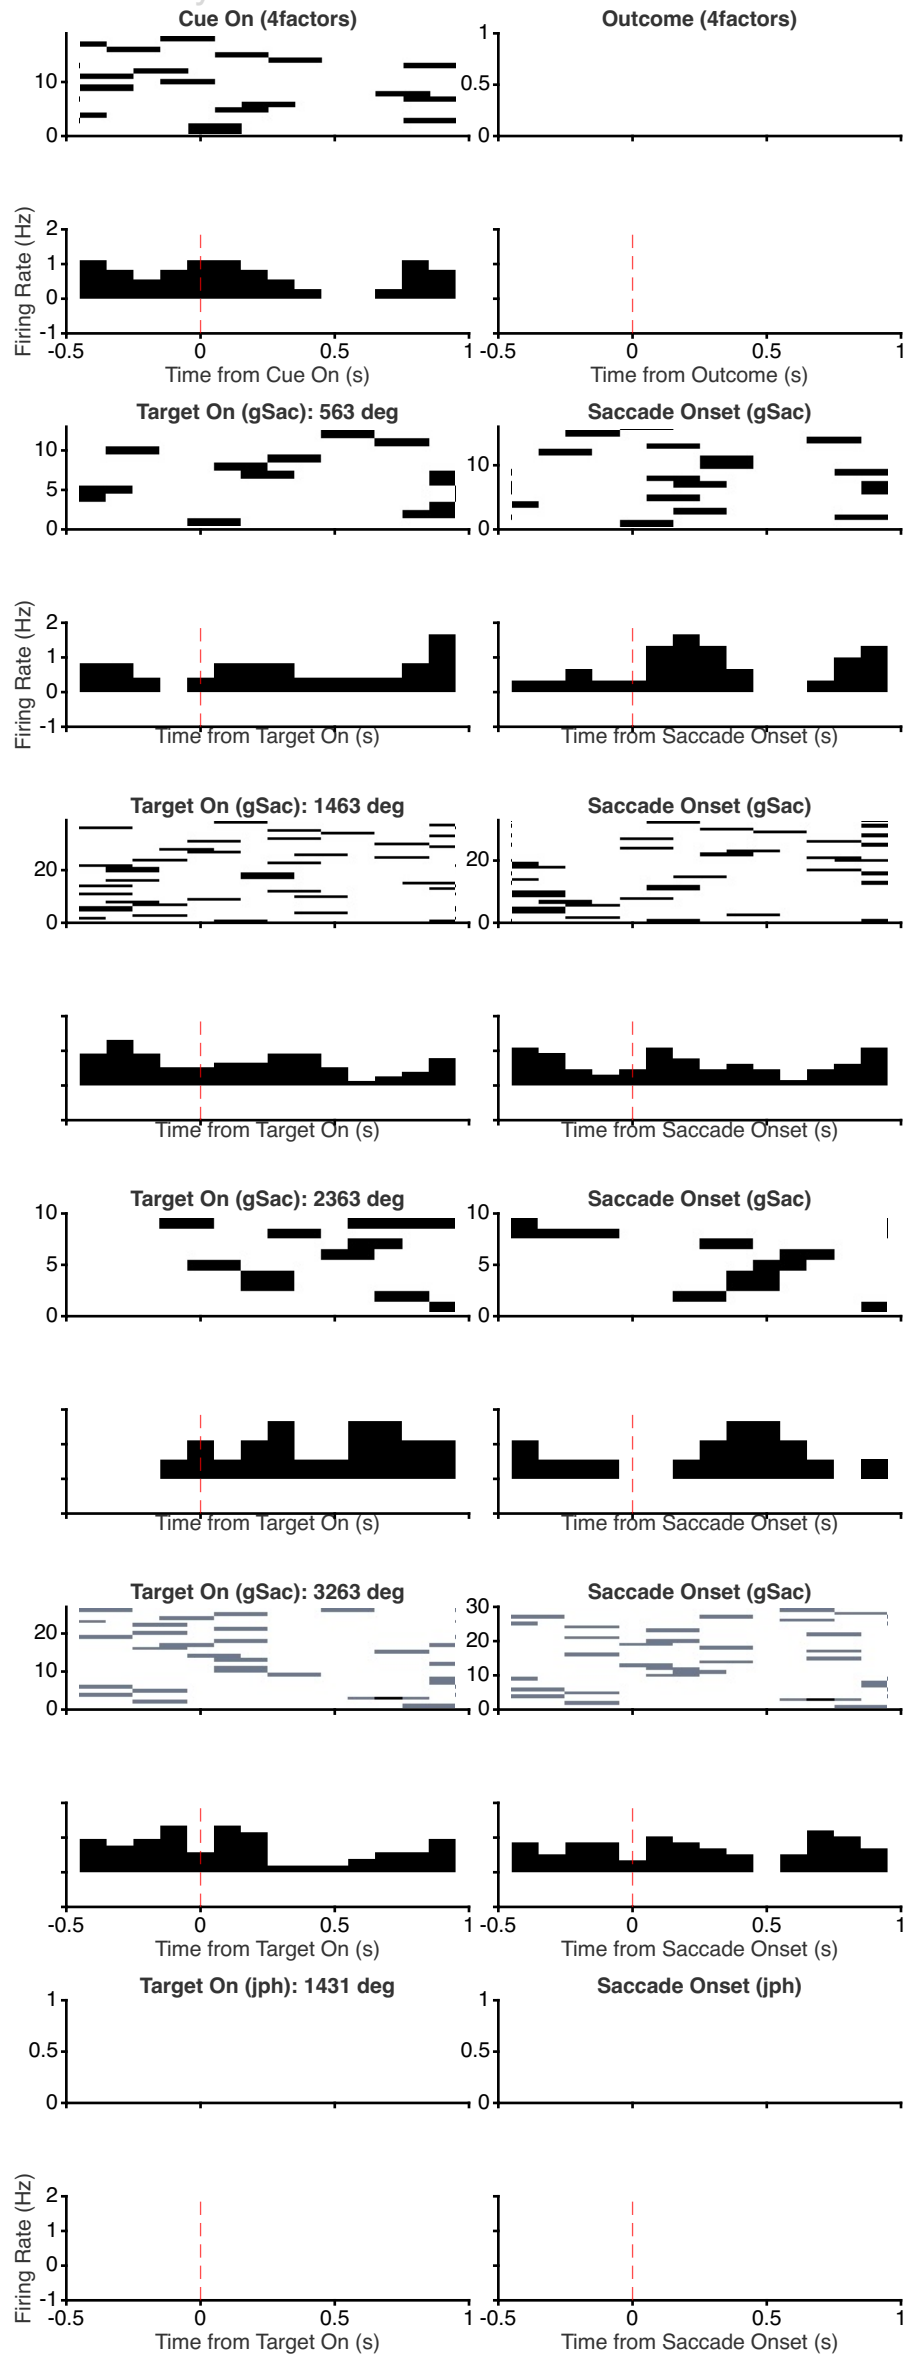 Cue On (4factors)
Outcome (4factors)
10
0
1
0.5
0
Firing Rate (Hz)
2
1
0
-1
-0.5 0 0.5 1
-0.5 0 0.5 1
Time from Cue On (s)
Time from Outcome (s)
Target On (gSac): 563 deg
Saccade Onset (gSac)
10
5
0
10
0
Firing Rate (Hz)
2
1
0
-1
Time from Target On (s)
Time from Saccade Onset (s)
Target On (gSac): 1463 deg
Saccade Onset (gSac)
20
0
20
0
Time from Target On (s)
Time from Saccade Onset (s)
Target On (gSac): 2363 deg
Saccade Onset (gSac)
10
5
0
10
5
0
Time from Target On (s)
Time from Saccade Onset (s)
Target On (gSac): 3263 deg
Saccade Onset (gSac)
20
10
0
30
20
10
0
-0.5 0 0.5 1
-0.5 0 0.5 1
Time from Target On (s)
Time from Saccade Onset (s)
Target On (jph): 1431 deg
Saccade Onset (jph)
1
0.5
0
1
0.5
0
Firing Rate (Hz)
2
1
0
-1
-0.5 0 0.5 1
-0.5 0 0.5 1
Time from Target On (s)
Time from Saccade Onset (s)